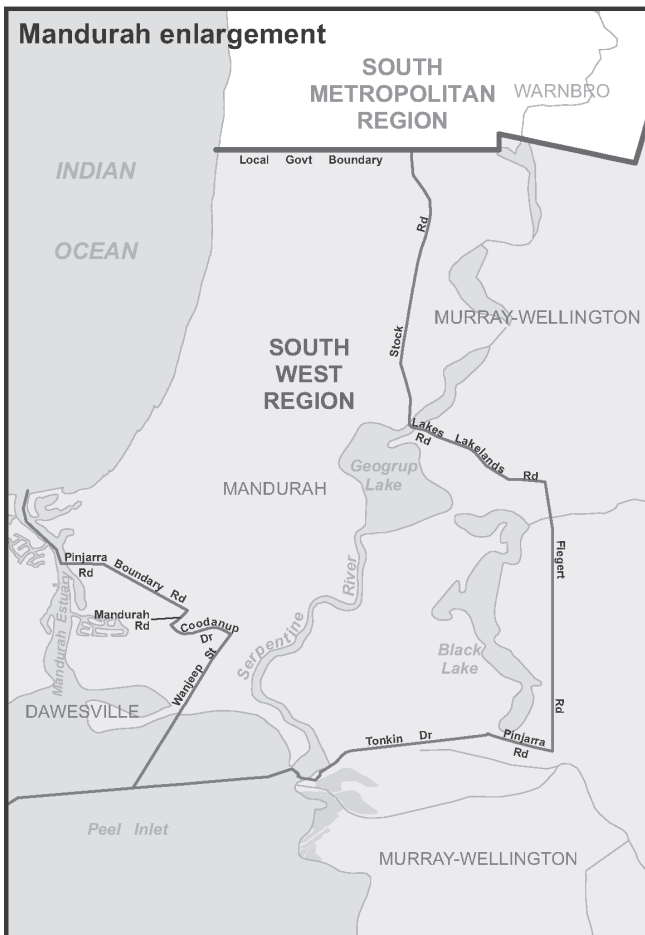 Mandurah enlargement
SOUTH
METROPOLITAN
REGION
WARNBRO
INDIAN
OCEAN
Local Govt Boundary
Rd
Stock
MURRAY-WELLINGTON
SOUTH
WEST
REGION
Lakes
Rd
Lakelands
Rd
Geogrup
Lake
MANDURAH
Flegert
Rd
Pinjarra
Rd
Boundary Rd
Mandurah
Rd
Coodanup
Dr
Mandurah Estuary
Wanjeep St
Serpentine River
Black
Lake
DAWESVILLE
Tonkin Dr
Pinjarra
Rd
Peel Inlet
MURRAY-WELLINGTON